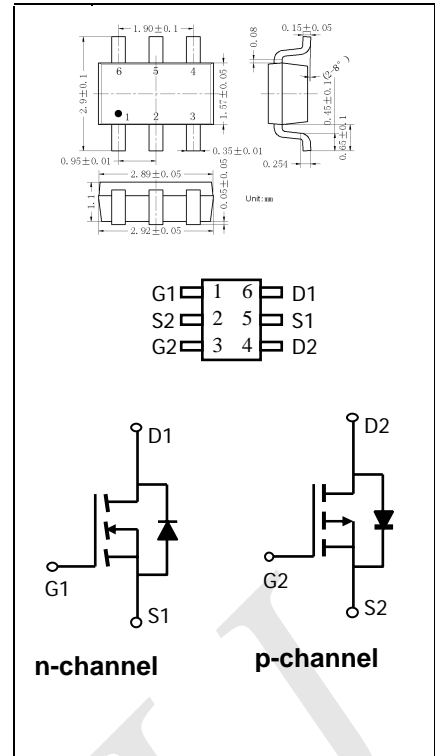 1.90±0.1
0.15±0.05
0.08
6 5 4
2.9±0.1
1.57±0.05
(2-8°)
0.45±0.1
0.65±0.1
1 2 3
0.35±0.01
0.95±0.01
0.254
2.89±0.05
0.05±0.05
1.1
Unit:mm
2.92±0.05
G1 1 6 D1
S2 2 5 S1
G2 3 4 D2
D1
D2
G1
G2
S1
S2
n-channel
p-channel